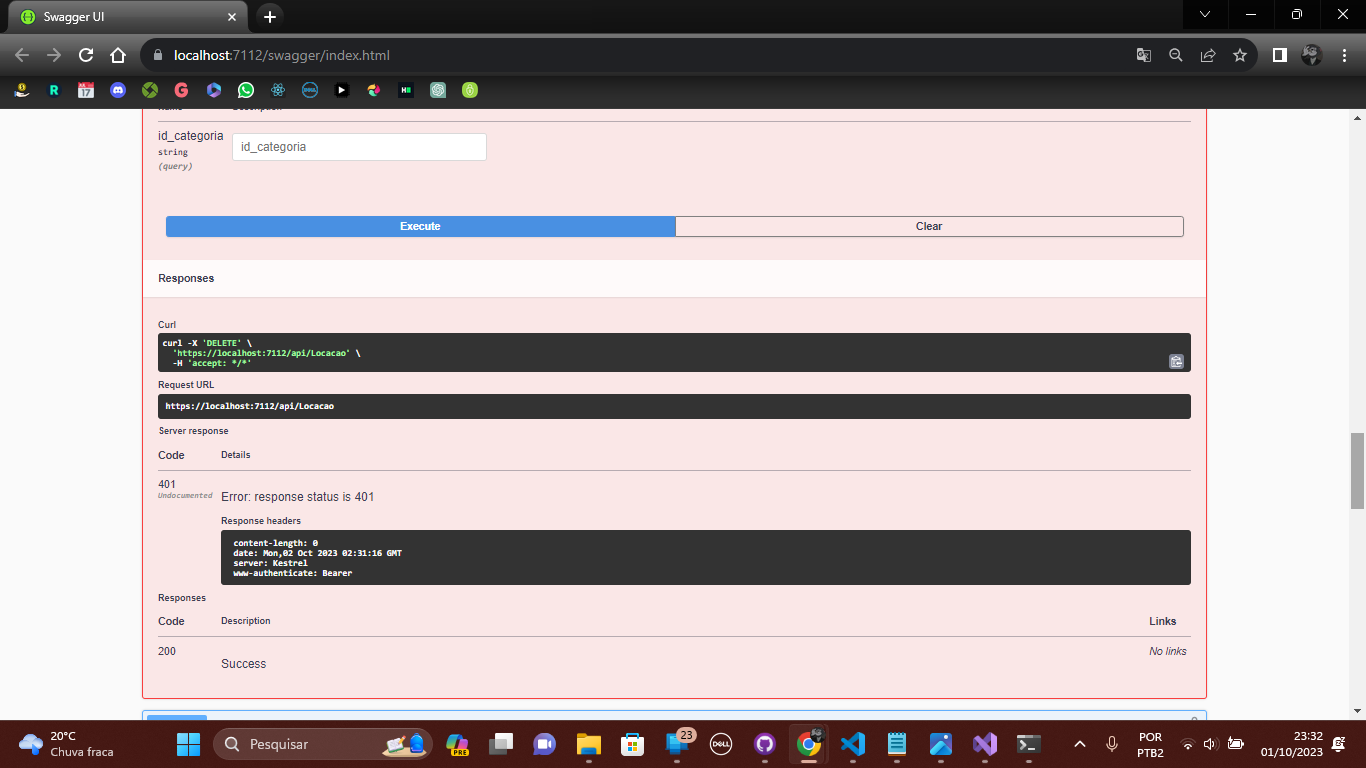 Swagger UI
localhost:7112/swagger/index.html
id_categoria
id_categoria
string
(query)
Execute
Clear
Responses
Curl
curl -X 'DELETE' \
'https://localhost:7112/api/Locacao' \
-H 'accept: */*'
Request URL
https://localhost:7112/api/Locacao
Server response
Code Details
401
Undocumented
Error: response status is 401
Response headers
content-length: 0
date: Mon,02 Oct 2023 02:31:16 GMT
server: Kestrel
www-authenticate: Bearer
Responses
Code Description Links
200 No links
Success
20°C
Chuva fraca
Pesquisar
PRE
23
DELL
POR
PTB2
23:32
01/10/2023